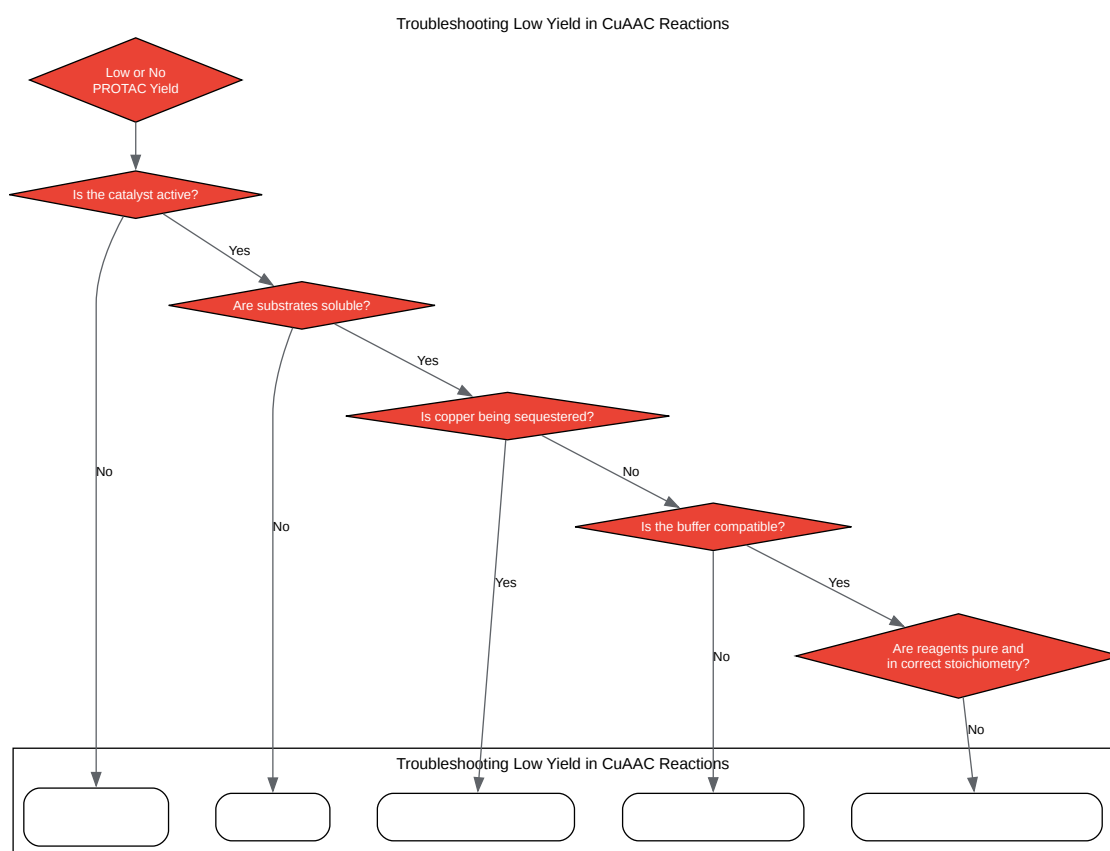 Troubleshooting Low Yield in CuAAC Reactions
Low or No
PROTAC Yield
Is the catalyst active?
Yes
Are substrates soluble?
Yes
Is copper being sequestered?
No
No
Is the buffer compatible?
No
Yes
Yes
Are reagents pure and
in correct stoichiometry?
No
No
Troubleshooting Low Yield in CuAAC Reactions